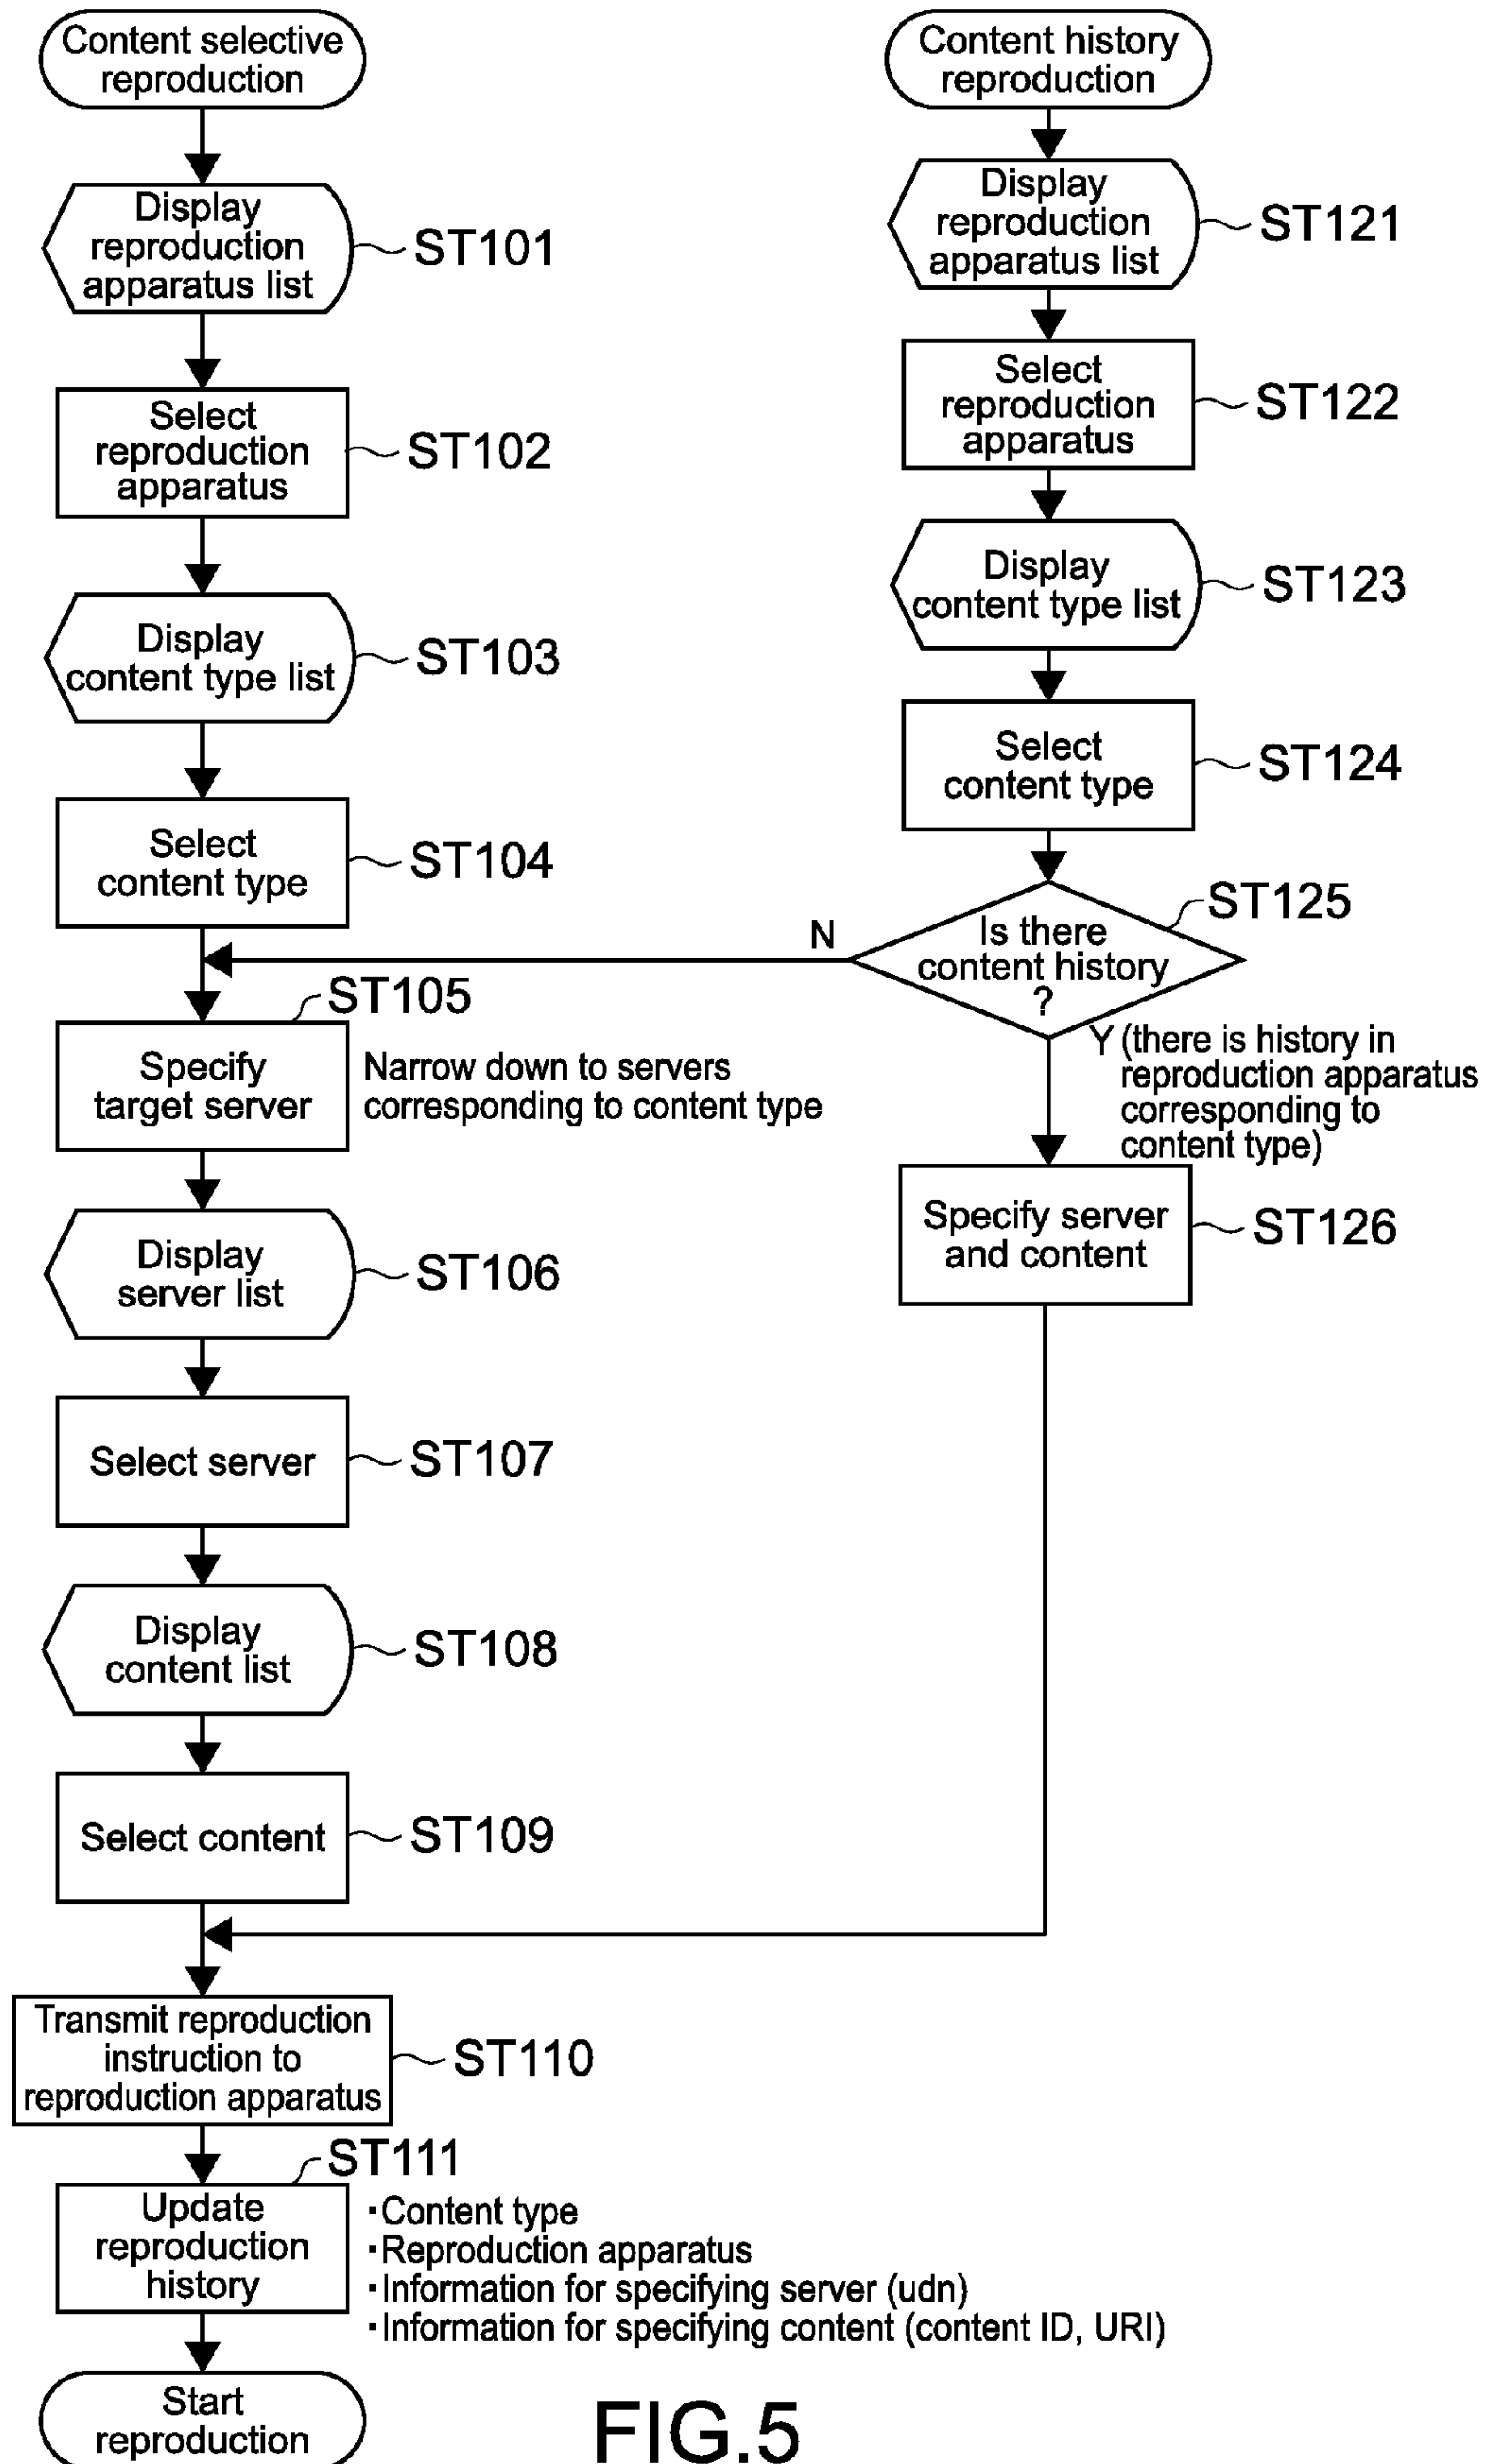 Content selective
reproduction
Display
reproduction
apparatus list
ST101
Select
reproduction
apparatus
ST102
Display
content type list
ST103
Select
content type
ST104
ST105
Specify
target server
Narrow down to servers
corresponding to content type
Display
server list
ST106
Select server
ST107
Display
content list
ST108
Select content
ST109
Transmit reproduction
instruction to
reproduction apparatus
ST110
ST111
Update
reproduction
history
·Content type
·Reproduction apparatus
·Information for specifying server (udn)
·Information for specifying content (content ID, URI)
Start
reproduction
Content history
reproduction
Display
reproduction
apparatus list
ST121
Select
reproduction
apparatus
ST122
Display
content type list
ST123
Select
content type
ST124
ST125
Is there
content history
?
N
Y (there is history in
reproduction apparatus
corresponding to
content type)
Specify server
and content
ST126
FIG.5